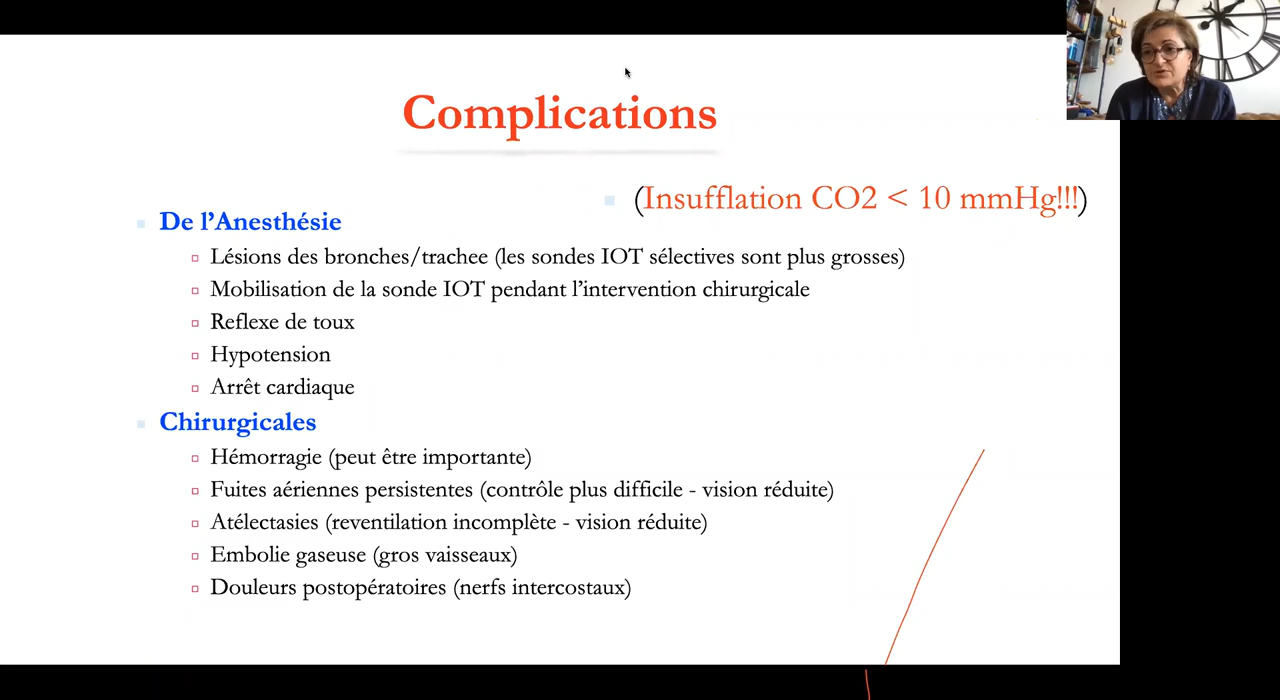 Complications
(Insufflation CO2 < 10 mmHg!!!)
De l’Anesthésie
Lésions des bronches/trachee (les sondes IOT sélectives sont plus grosses)
Mobilisation de la sonde IOT pendant l’intervention chirurgicale
Reflexe de toux
Hypotension
Arrêt cardiaque
Chirurgicales
Hémorragie (peut être importante)
Fuites aériennes persistentes (contrôle plus difficile - vision réduite)
Atélectasies (reventilation incomplète - vision réduite)
Embolie gaseuse (gros vaisseaux)
Douleurs postopératoires (nerfs intercostaux)